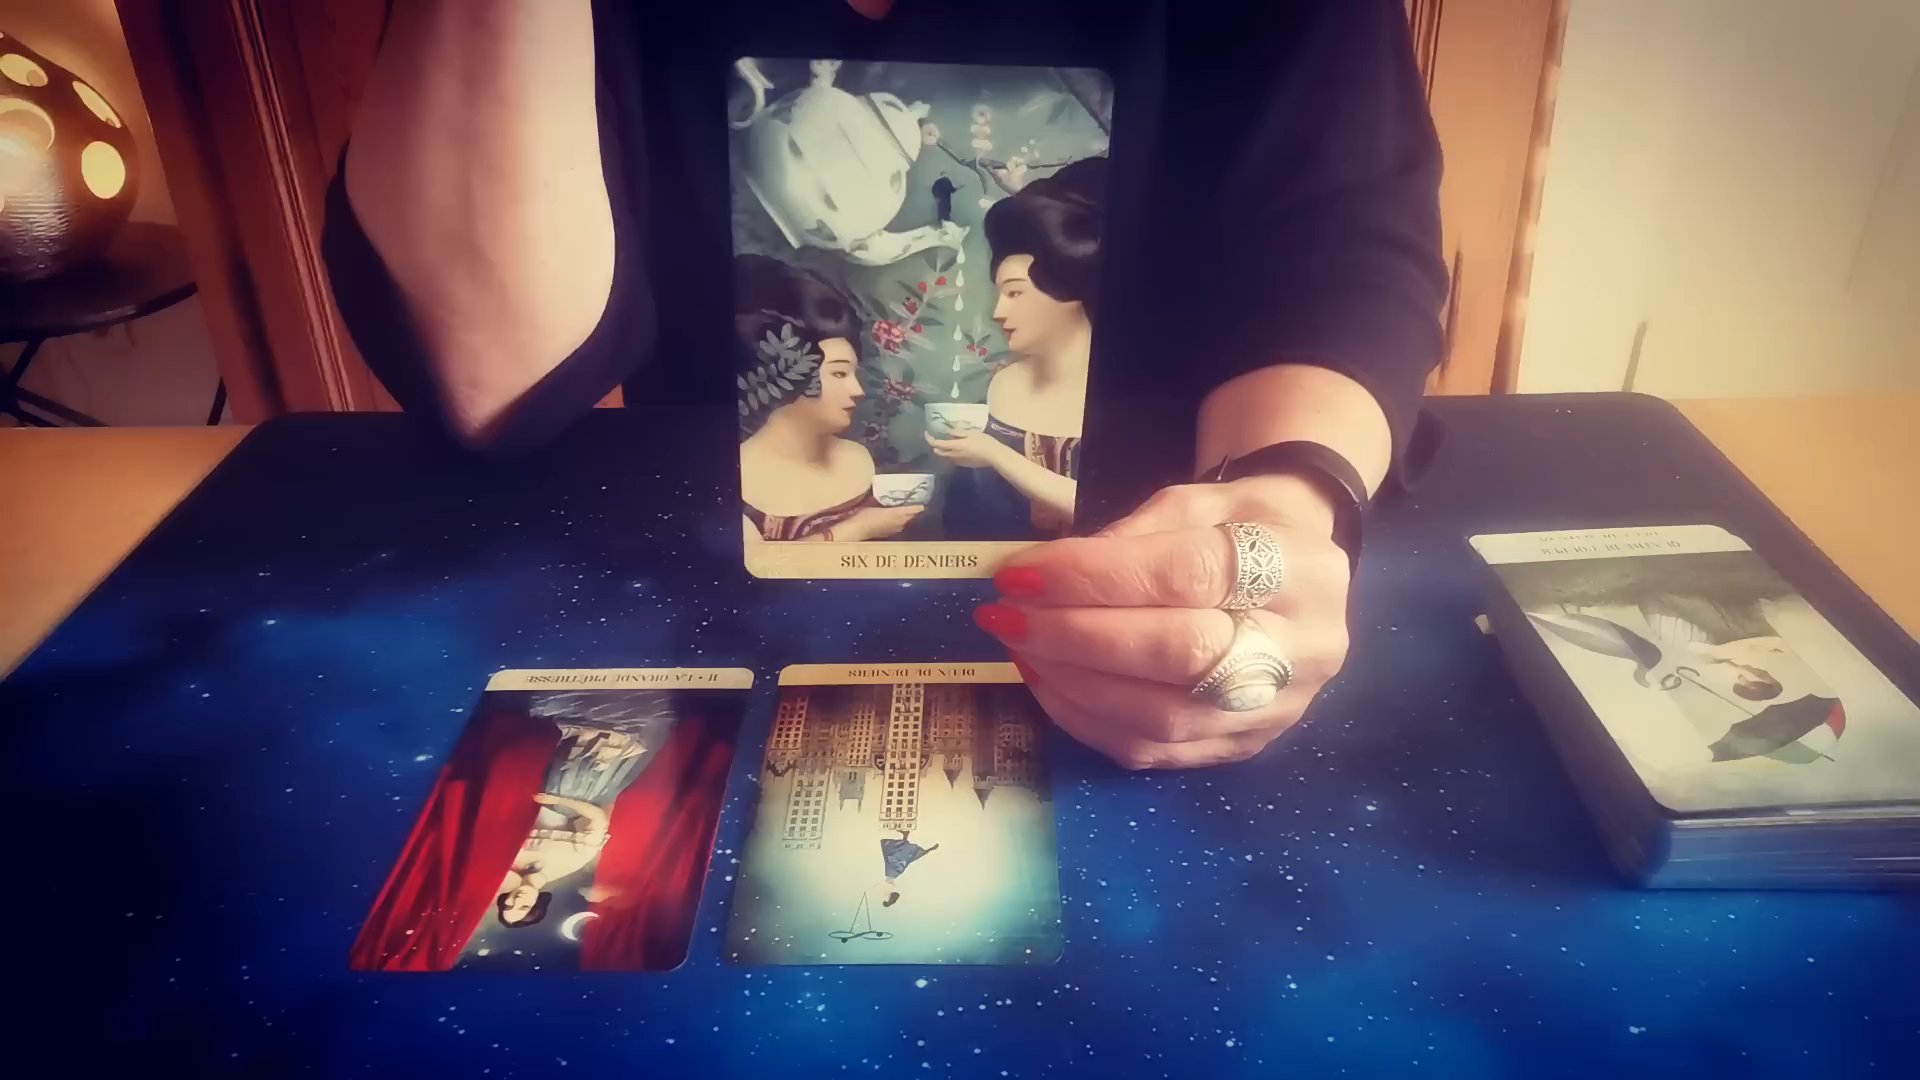 SIX DE DENIERS
II • LA GRANDE PRÊTRESSE
DEUX DE DENIERS